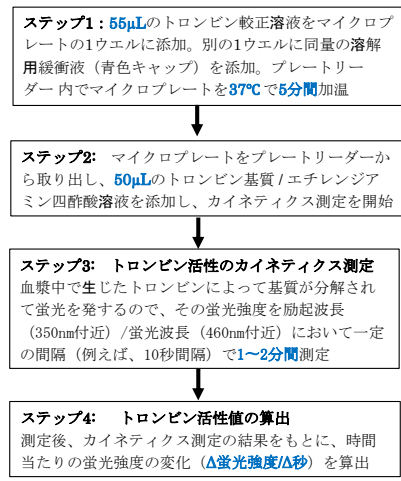 ステップ1：55μLのトロンビン較正溶液をマイクロプ
レートの1ウエルに添加。別の1ウエルに同量の溶解
用緩衝液（青色キャップ）を添加。プレートリー
ダー 内でマイクロプレートを37℃で5分間加温
ステップ2:　マイクロプレートをプレートリーダーか
ら取り出し、50μLのトロンビン基質 / エチレンジア
ミン四酢酸溶液を添加し、カイネティクス測定を開始
ステップ3:　トロンビン活性のカイネティクス測定
血漿中で生じたトロンビンによって基質が分解され
て蛍光を発するので、その蛍光強度を励起波長
（350nm付近）/蛍光波長（460nm付近）において一定
の間隔（例えば、10秒間隔）で1～2分間測定
ステップ4:　トロンビン活性値の算出
測定後、カイネティクス測定の結果をもとに、時間
当たりの蛍光強度の変化（Δ蛍光強度/Δ秒）を算出